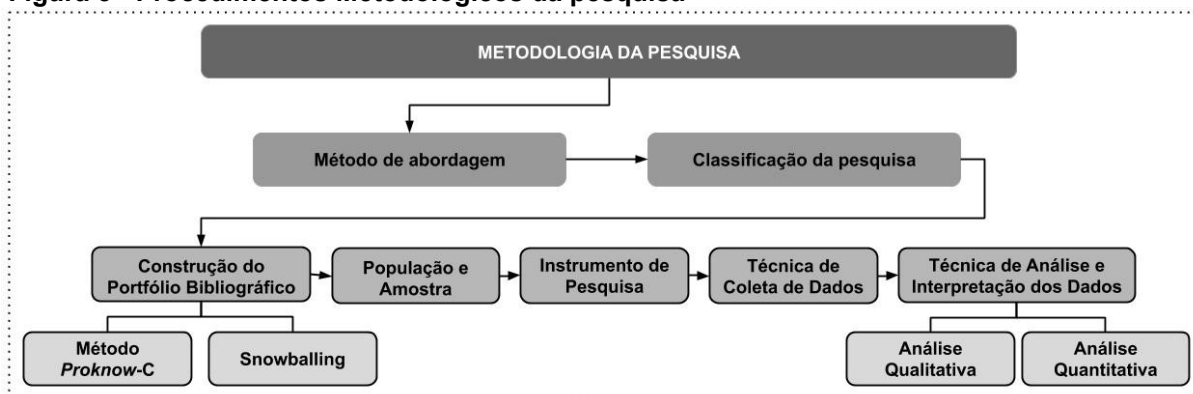 METODOLOGIA DA PESQUISA
Método de abordagem
Classificação da pesquisa
Construção do
Portfólio Bibliográfico
População e
Amostra
Instrumento de
Pesquisa
Técnica de
Coleta de Dados
Técnica de Análise e
Interpretação dos Dados
Método
Proknow-C
Snowballing
Análise
Qualitativa
Análise
Quantitativa